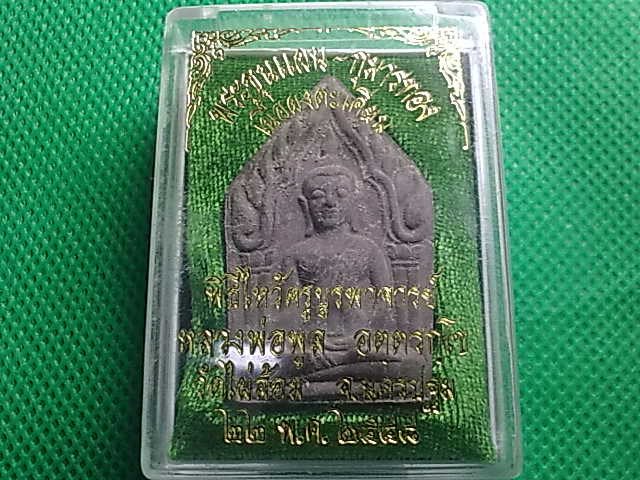 พระขุนแผน - กุมารทอง
พิธีไหว้ครูบูรพาจารย์
หลวงพ่อพูล อตฺตรกฺโข
วัดไผ่ล้อม จ.นครปฐม
๒๒ พ.ค. ๒๕๔๘